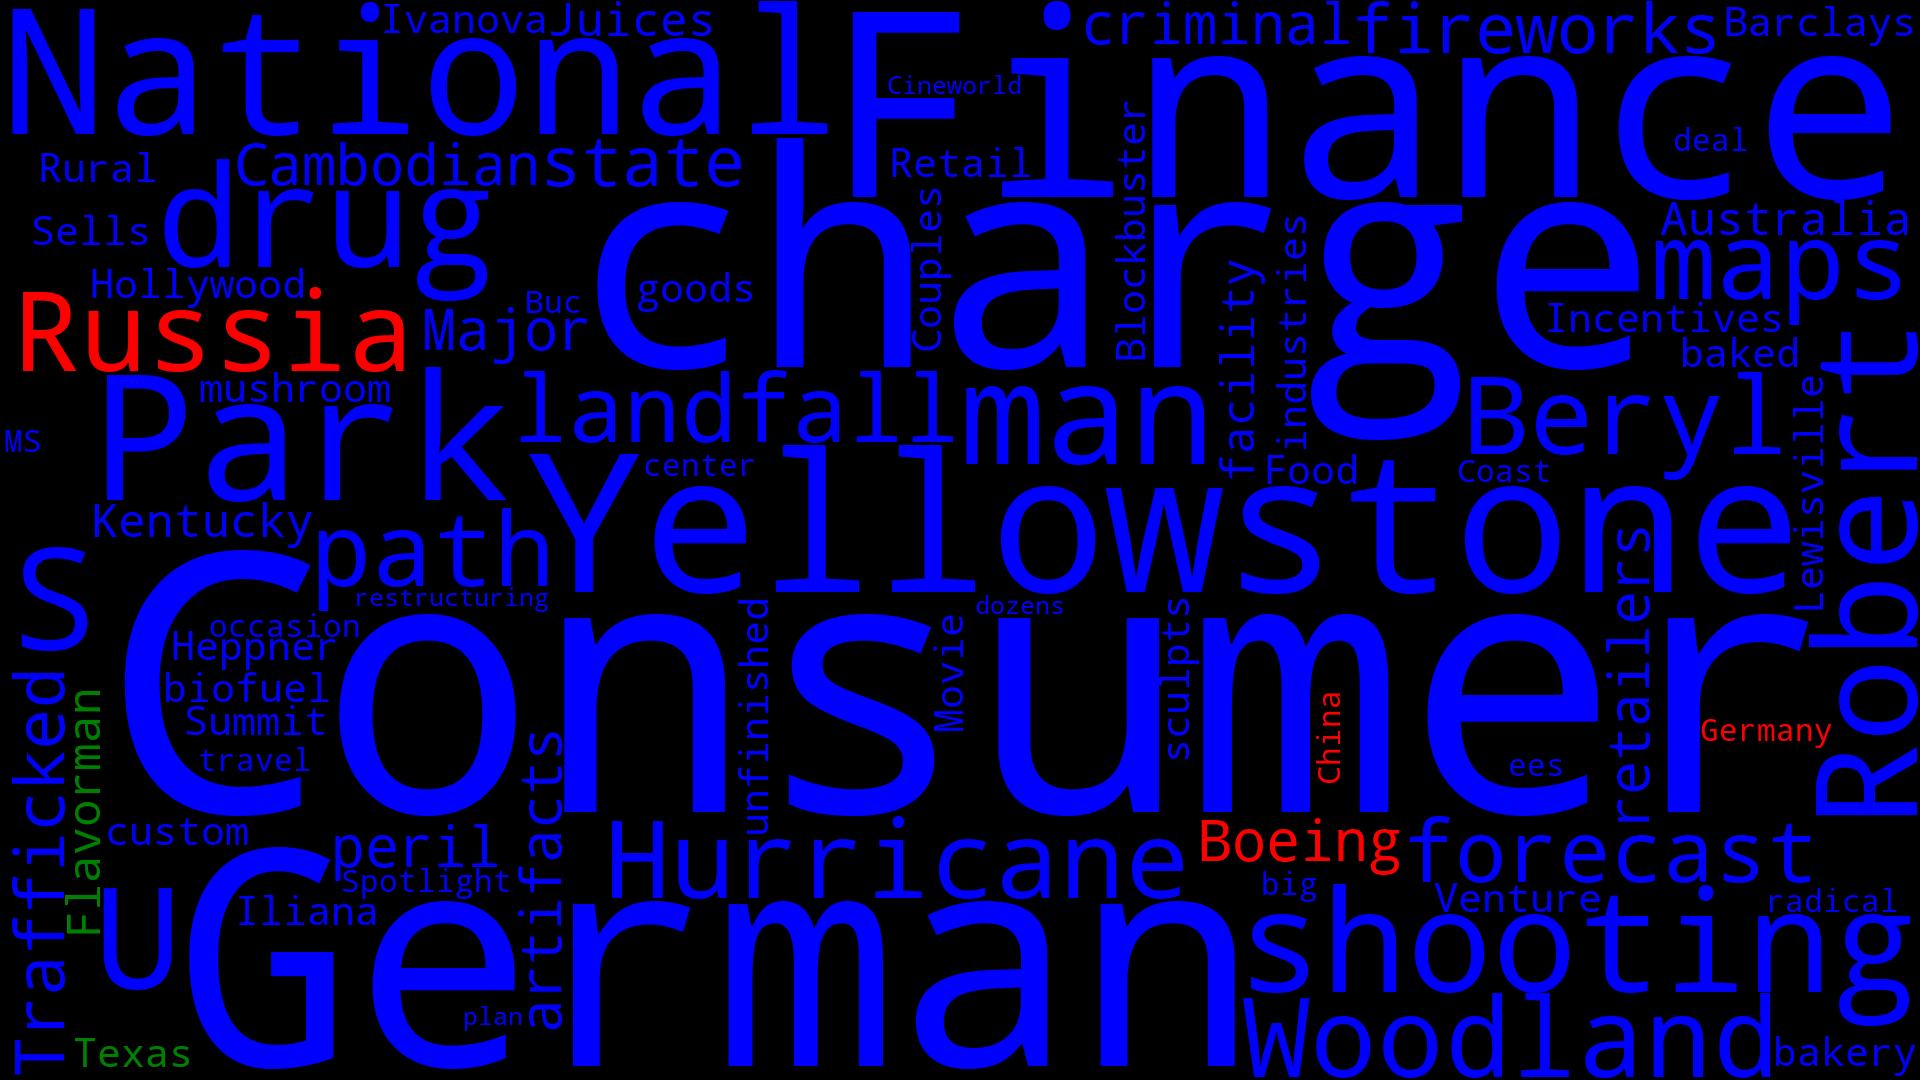 National
Ivanova
Juices
Finance
criminal
fireworks
Barclays
Cineworld
deal
Rural
Cambodian
state
Retail
Blockbuster
drug
Sells
charge
Couples
Australia
maps
Hollywood
goods
industries
facility
Russia
Buc
Major
Incentives
baked
Robert
mushroom
Park
landfall
man
Beryl
Lewisville
MS
center
Food
Coast
Yellowstone
Kentucky
path
S
restructuring
dozens
retailers
Consumer
occasion
Heppner
unfinished
Movie
sculpts
biofuel
Summit
travel
China
Germany
ees
Trafficked
Flavorman
custom
peril
artifacts
Hurricane
Boeing
forecast
Spotlight
big
Venture
radical
Iliana
U
German
shooting
plan
Woodland
Texas
bakery